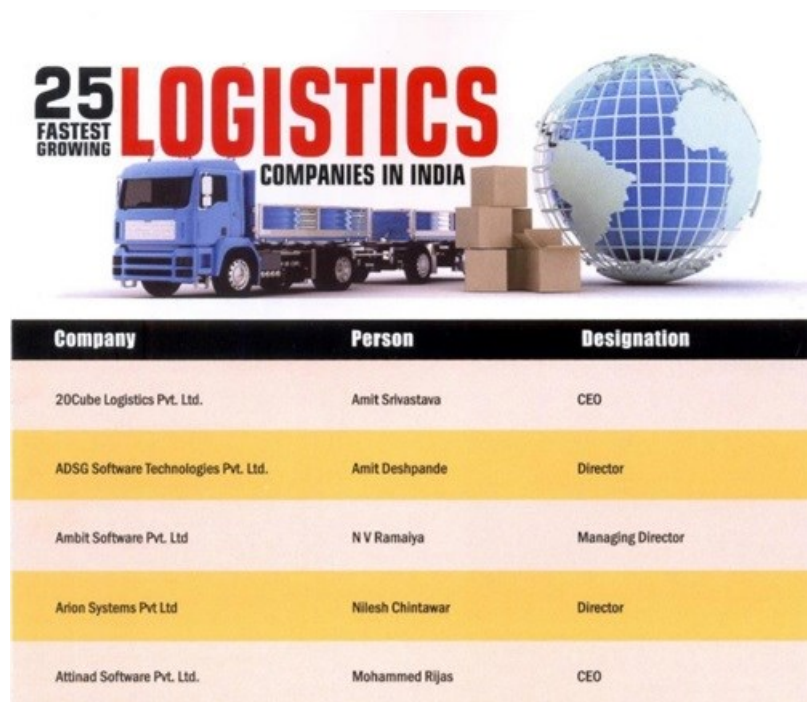 25
FASTEST
GROWING
LOGISTICS
COMPANIES IN INDIA
Company Person Designation
20Cube Logistics Pvt. Ltd. Amit Srivastava CEO
ADSG Software Technologies Pvt. Ltd. Amit Deshpande Director
Ambit Software Pvt. Ltd N V Ramaiya Managing Director
Arion Systems Pvt Ltd Nilesh Chintawar Director
Attinad Software Pvt. Ltd. Mohammed Rijas CEO